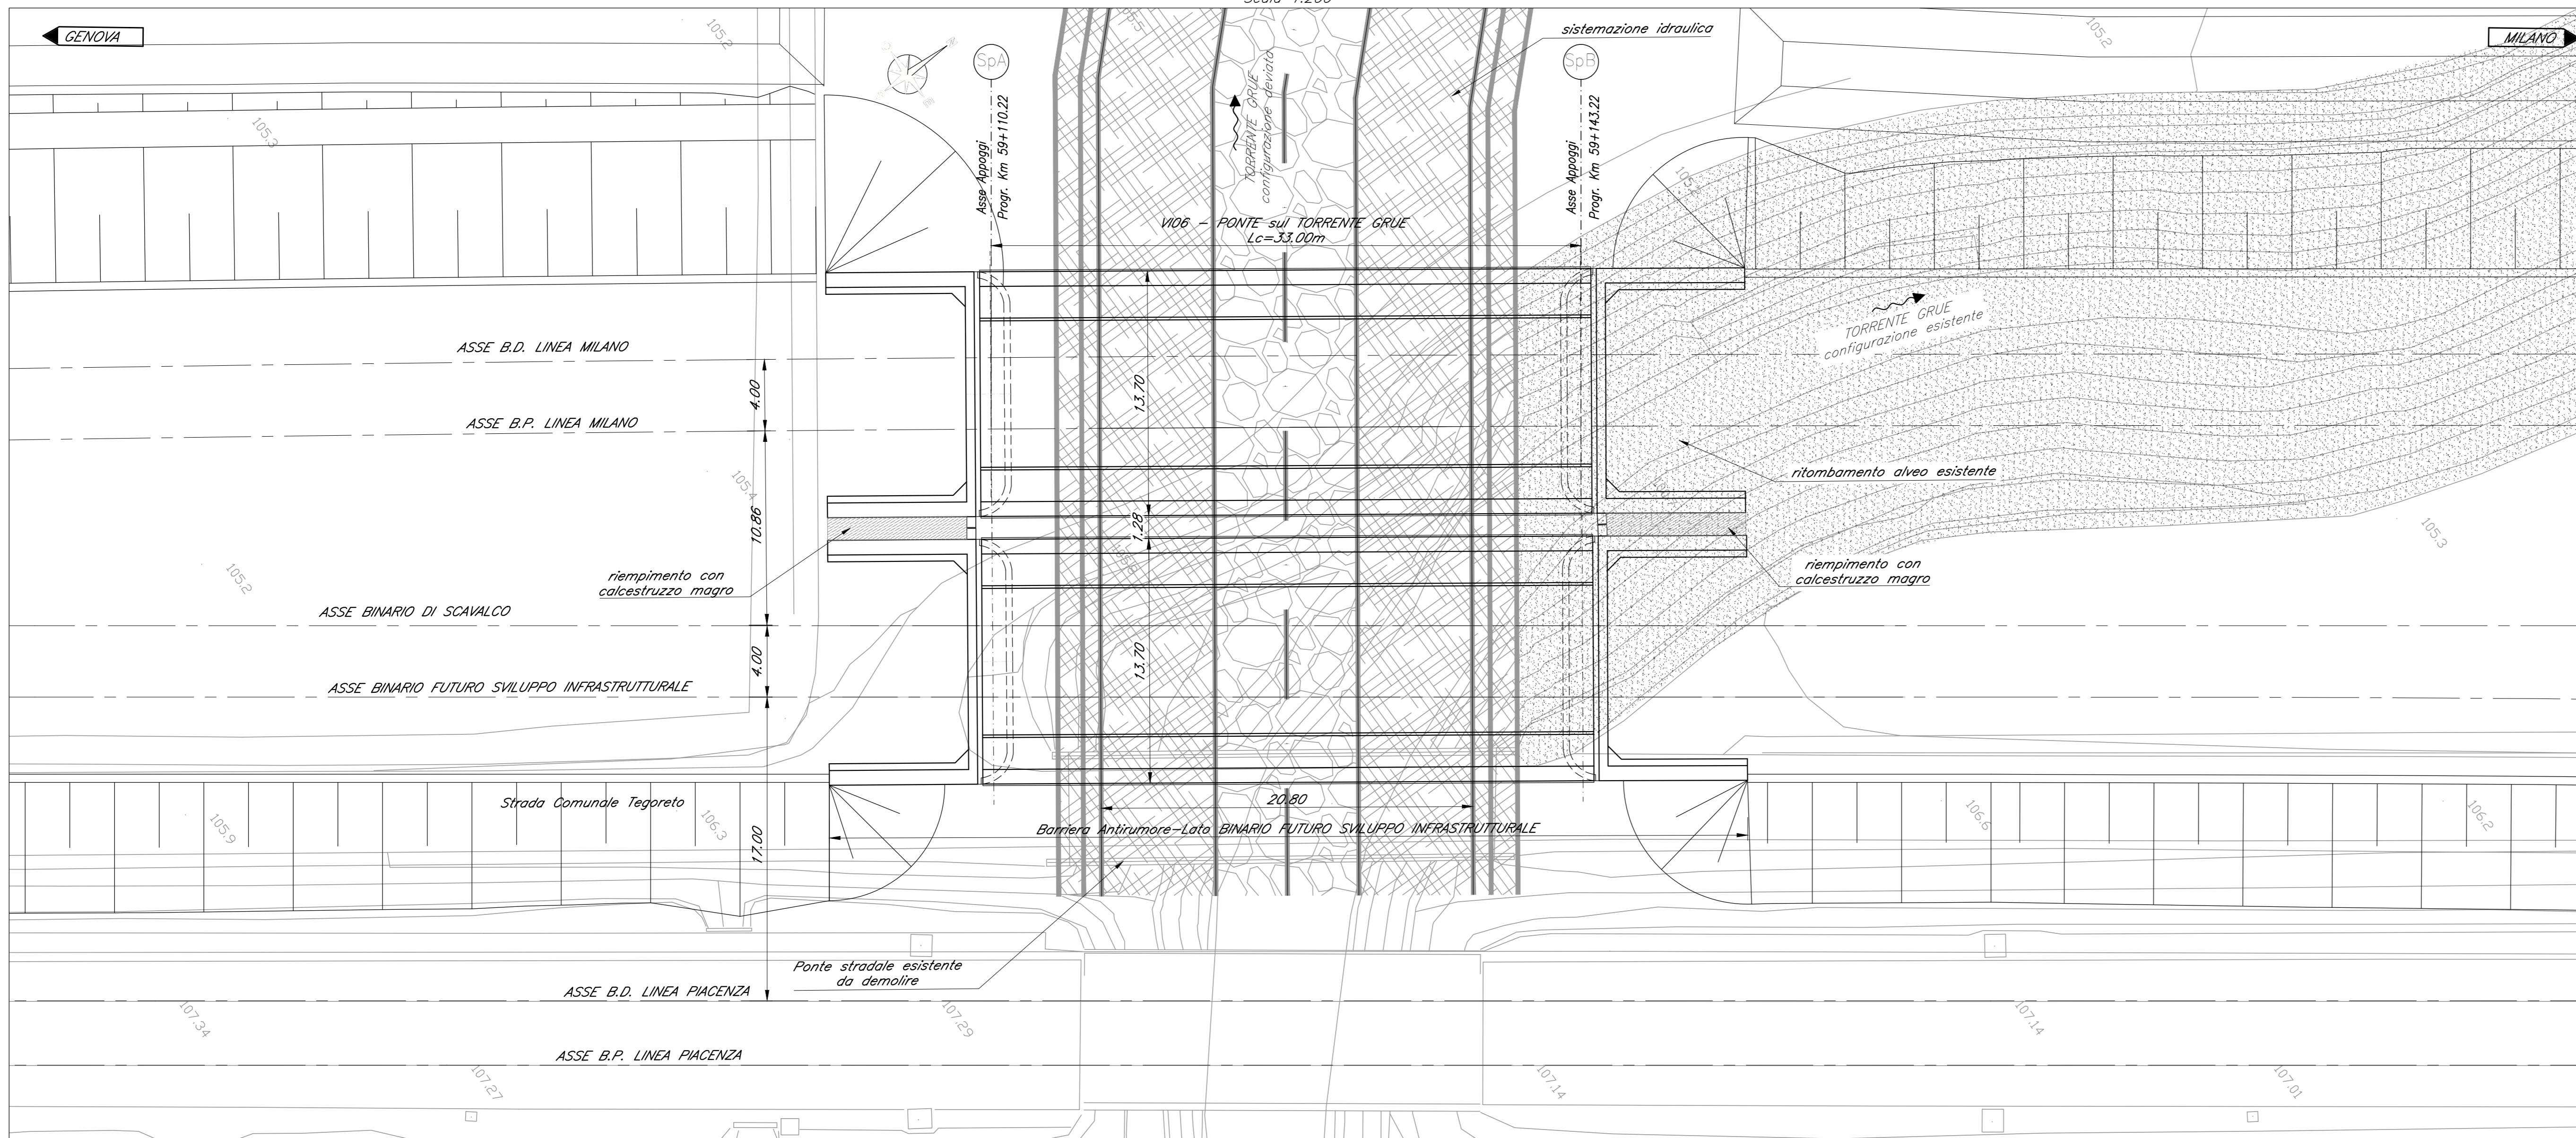 GENOVA
105.2
SpA
105.5
sistemazione idraulica
SpB
105.2
MILANO
105.3
Asse Appoggi
Progr. Km 59+110.22
TORRENTE GRUE
configurazione deviata
Asse Appoggi
Progr. Km 59+143.22
VI06 - PONTE sul TORRENTE GRUE
Lc=33.00m
TORRENTE GRUE
configurazione esistente
ASSE B.D. LINEA MILANO
4.00
13.70
ASSE B.P. LINEA MILANO
105.4
10.86
ritombamento alveo esistente
1.28
105.3
105.2
riempimento con
calcestruzzo magro
riempimento con
calcestruzzo magro
ASSE BINARIO DI SCAVALCO
4.00
13.70
ASSE BINARIO FUTURO SVILUPPO INFRASTRUTTURALE
Strada Comunale Tegoreto
20.80
105.9
106.3
17.00
Barriera Antirumore-Lato BINARIO FUTURO SVILUPPO INFRASTRUTTURALE
106.6
106.2
Ponte stradale esistente
da demolire
ASSE B.D. LINEA PIACENZA
107.34
107.29
107.14
ASSE B.P. LINEA PIACENZA
107.27
107.14
107.01